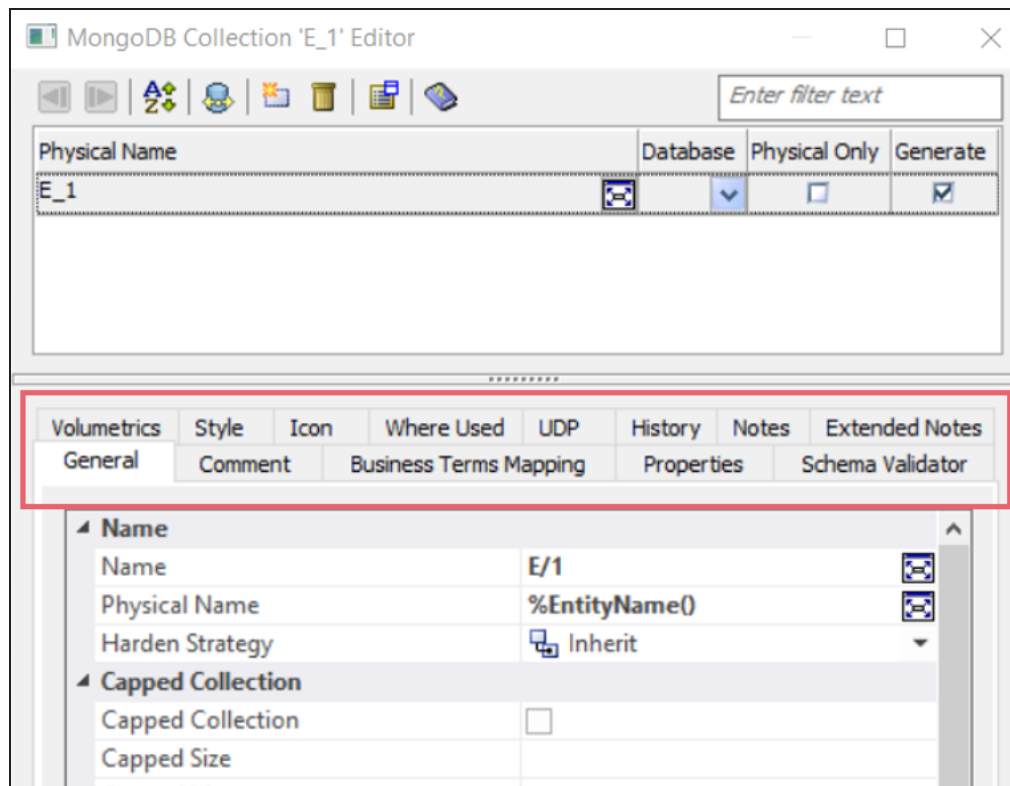 MongoDB Collection 'E_1' Editor
A Z Enter filter text
Physical Name Database Physical Only Generate
E_1
Volumetrics Style Icon Where Used UDP History Notes Extended Notes
General Comment Business Terms Mapping Properties Schema Validator
Name
Name E/1
Physical Name %EntityName()
Harden Strategy Inherit
Capped Collection
Capped Collection
Capped Size